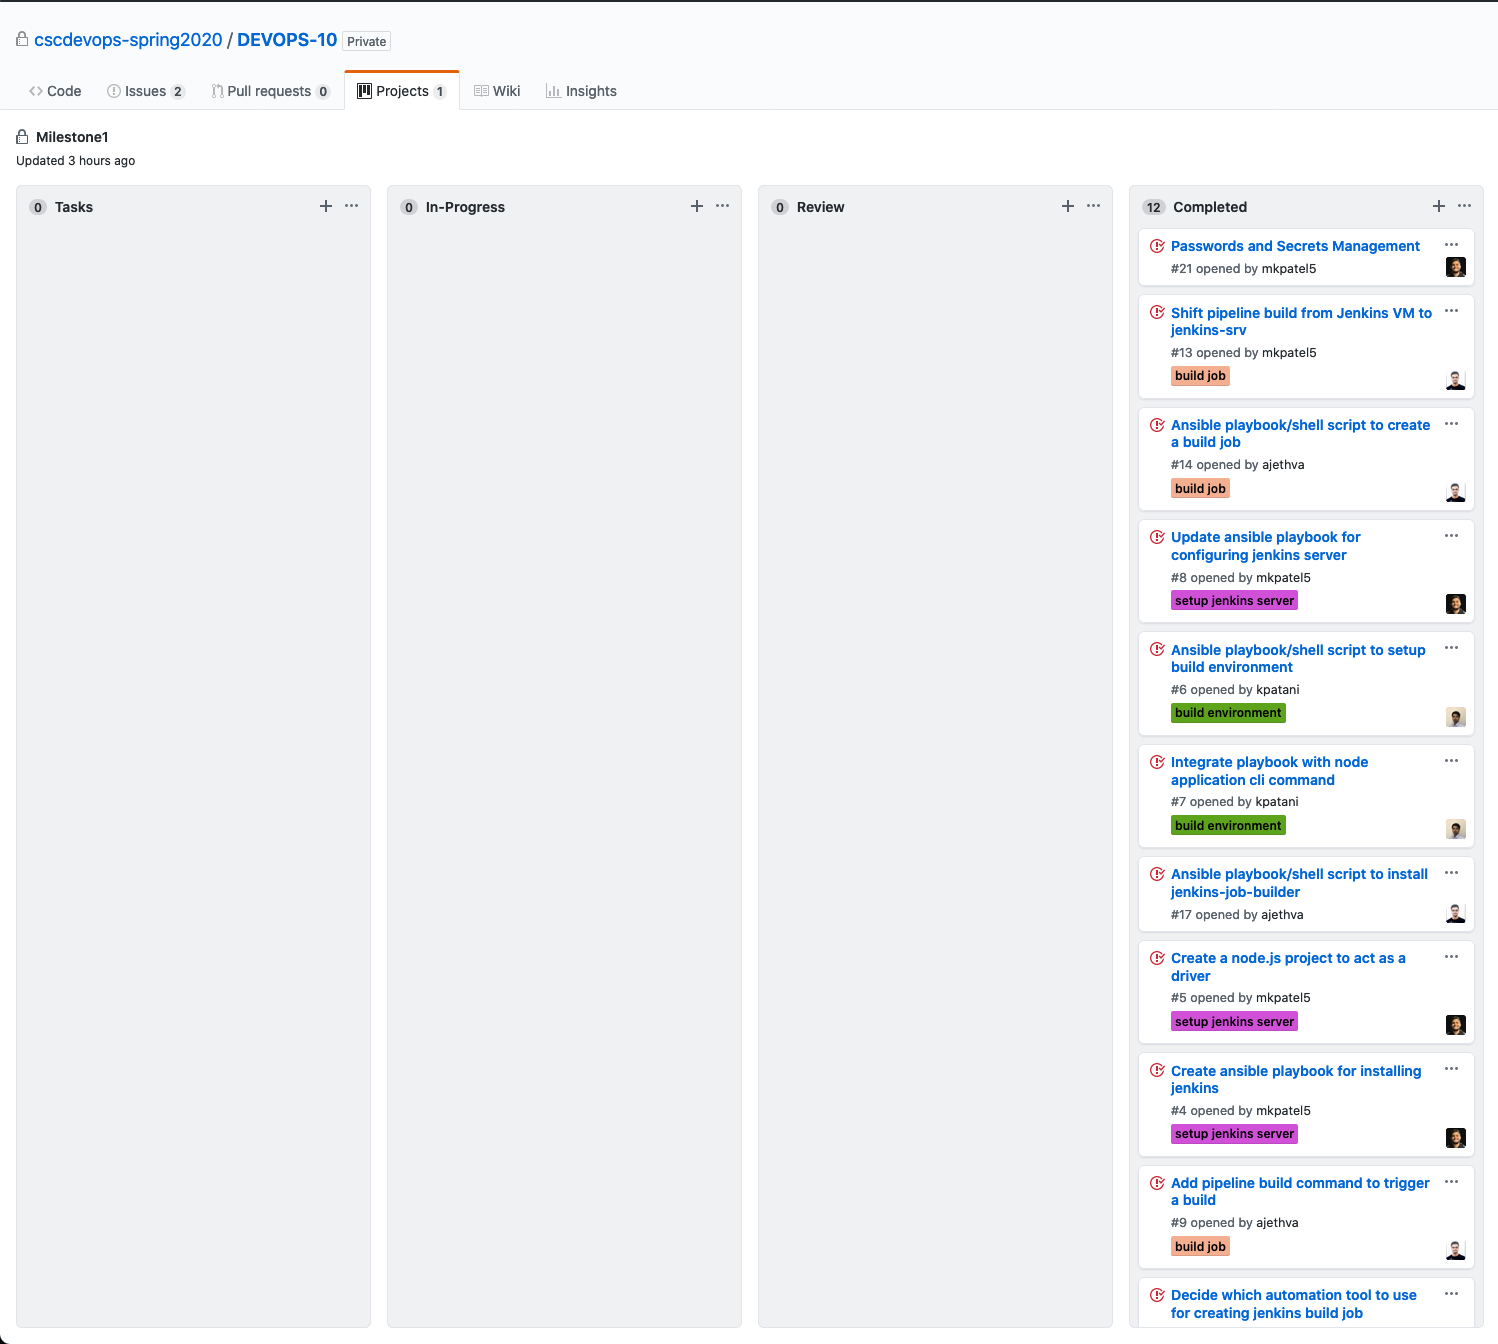 cscdevops-spring2020 / DEVOPS-10 Private
Code Issues 2 Pull requests 0 Projects 1 Wiki Insights
Milestone1
Updated 3 hours ago
0 Tasks
0 In-Progress
0 Review
12 Completed
Passwords and Secrets Management
#21 opened by mkpatel5
Shift pipeline build from Jenkins VM to
jenkins-srv
#13 opened by mkpatel5
build job
Ansible playbook/shell script to create
a build job
#14 opened by ajethva
build job
Update ansible playbook for
configuring jenkins server
#8 opened by mkpatel5
setup jenkins server
Ansible playbook/shell script to setup
build environment
#6 opened by kpatani
build environment
Integrate playbook with node
application cli command
#7 opened by kpatani
build environment
Ansible playbook/shell script to install
jenkins-job-builder
#17 opened by ajethva
Create a node.js project to act as a
driver
#5 opened by mkpatel5
setup jenkins server
Create ansible playbook for installing
jenkins
#4 opened by mkpatel5
setup jenkins server
Add pipeline build command to trigger
a build
#9 opened by ajethva
build job
Decide which automation tool to use
for creating jenkins build job